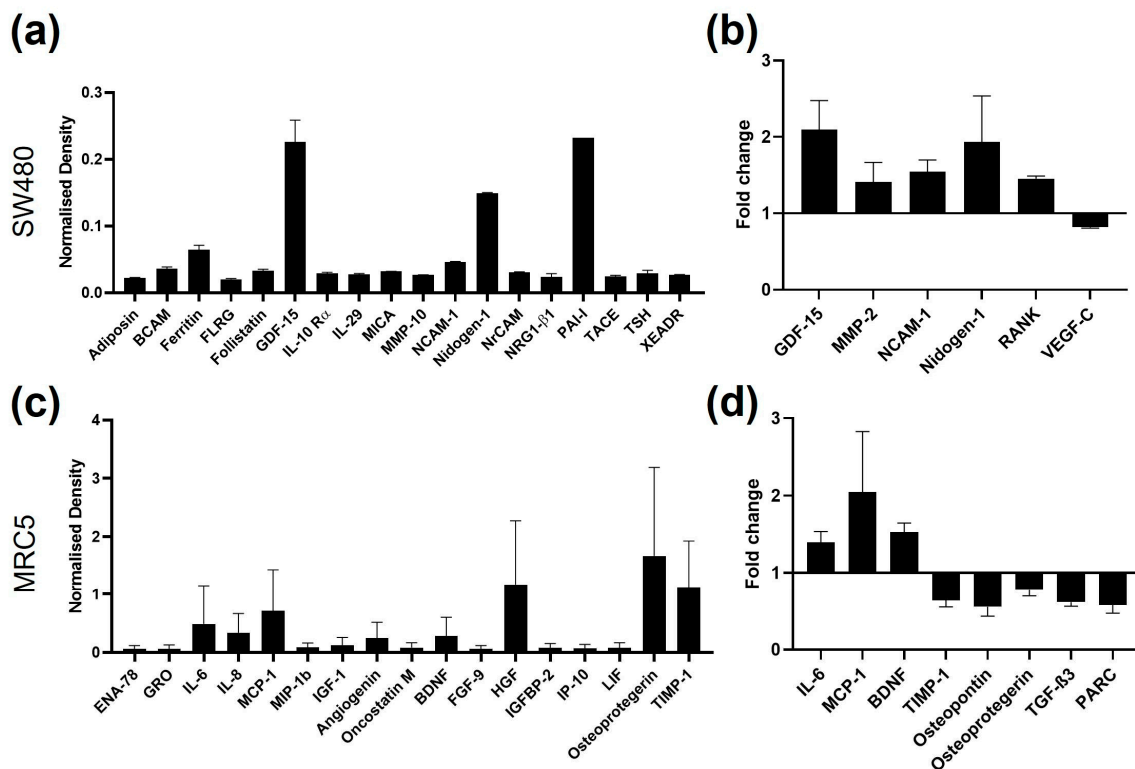 (a)
SW480
Normalised Density
0.3
0.2
0.1
0.0
Adiposin
BCAM
Ferritin
FLRG
Follistatin
GDF-15
IL-10 Rα
IL-29
MICA
MMP-10
NCAM-1
Nidogen-1
NrCAM
NRG1-β1
PAI-I
TACE
TSH
XEADR
(b)
Fold change
3
2
1
0
GDF-15
MMP-2
NCAM-1
Nidogen-1
RANK
VEGF-C
(c)
MRC5
Normalised Density
4
3
2
1
0
ENA-78
GRO
IL-6
IL-8
MCP-1
MIP-1b
IGF-1
Angiogenin
Oncostatin M
BDNF
FGF-9
HGF
IGFBP-2
IP-10
LIF
Osteoprotegerin
TIMP-1
(d)
Fold change
3
2
1
0
IL-6
MCP-1
BDNF
TIMP-1
Osteopontin
Osteoprotegerin
TGF-ß3
PARC